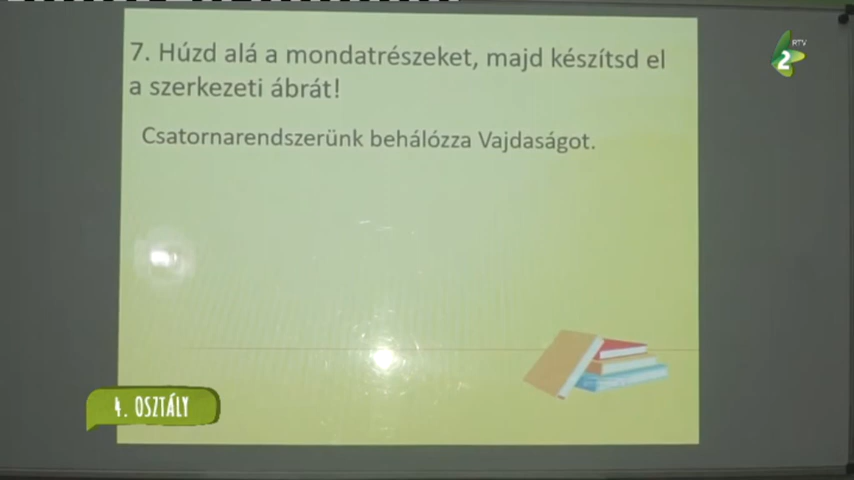 7. Húzd alá a mondatrészeket, majd készítsd el
a szerkezeti ábrát!
Csatornarendszerünk behálózza Vajdaságot.
RTV
2
4. OSZTÁLY